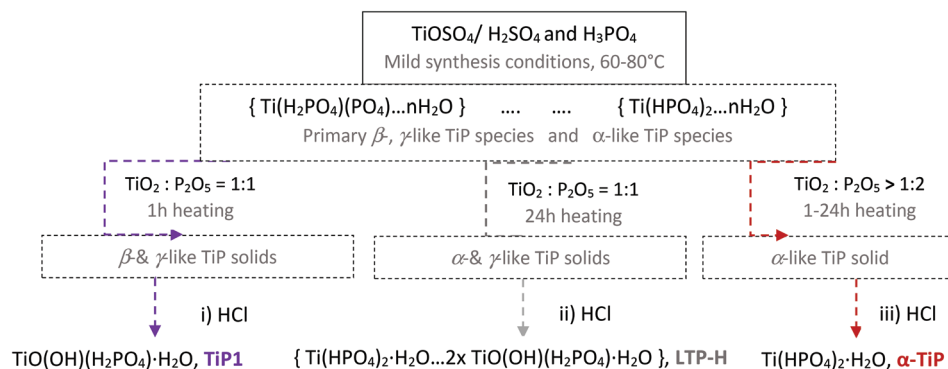 TiOSO₄/ H₂SO₄ and H₃PO₄
Mild synthesis conditions, 60-80°C
{ Ti(H₂PO₄)(PO₄)...nH₂O } .... .... { Ti(HPO₄)₂...nH₂O }
Primary β-, γ-like TiP species and α-like TiP species
TiO₂ : P₂O₅ = 1:1
1h heating
TiO₂ : P₂O₅ = 1:1
24h heating
TiO₂ : P₂O₅ > 1:2
1-24h heating
β-& γ-like TiP solids
α-& γ-like TiP solids
α-like TiP solid
i) HCl
ii) HCl
iii) HCl
TiO(OH)(H₂PO₄)·H₂O, TiP1
{ Ti(HPO₄)₂·H₂O...2x TiO(OH)(H₂PO₄)·H₂O }, LTP-H
Ti(HPO₄)₂·H₂O, α-TiP